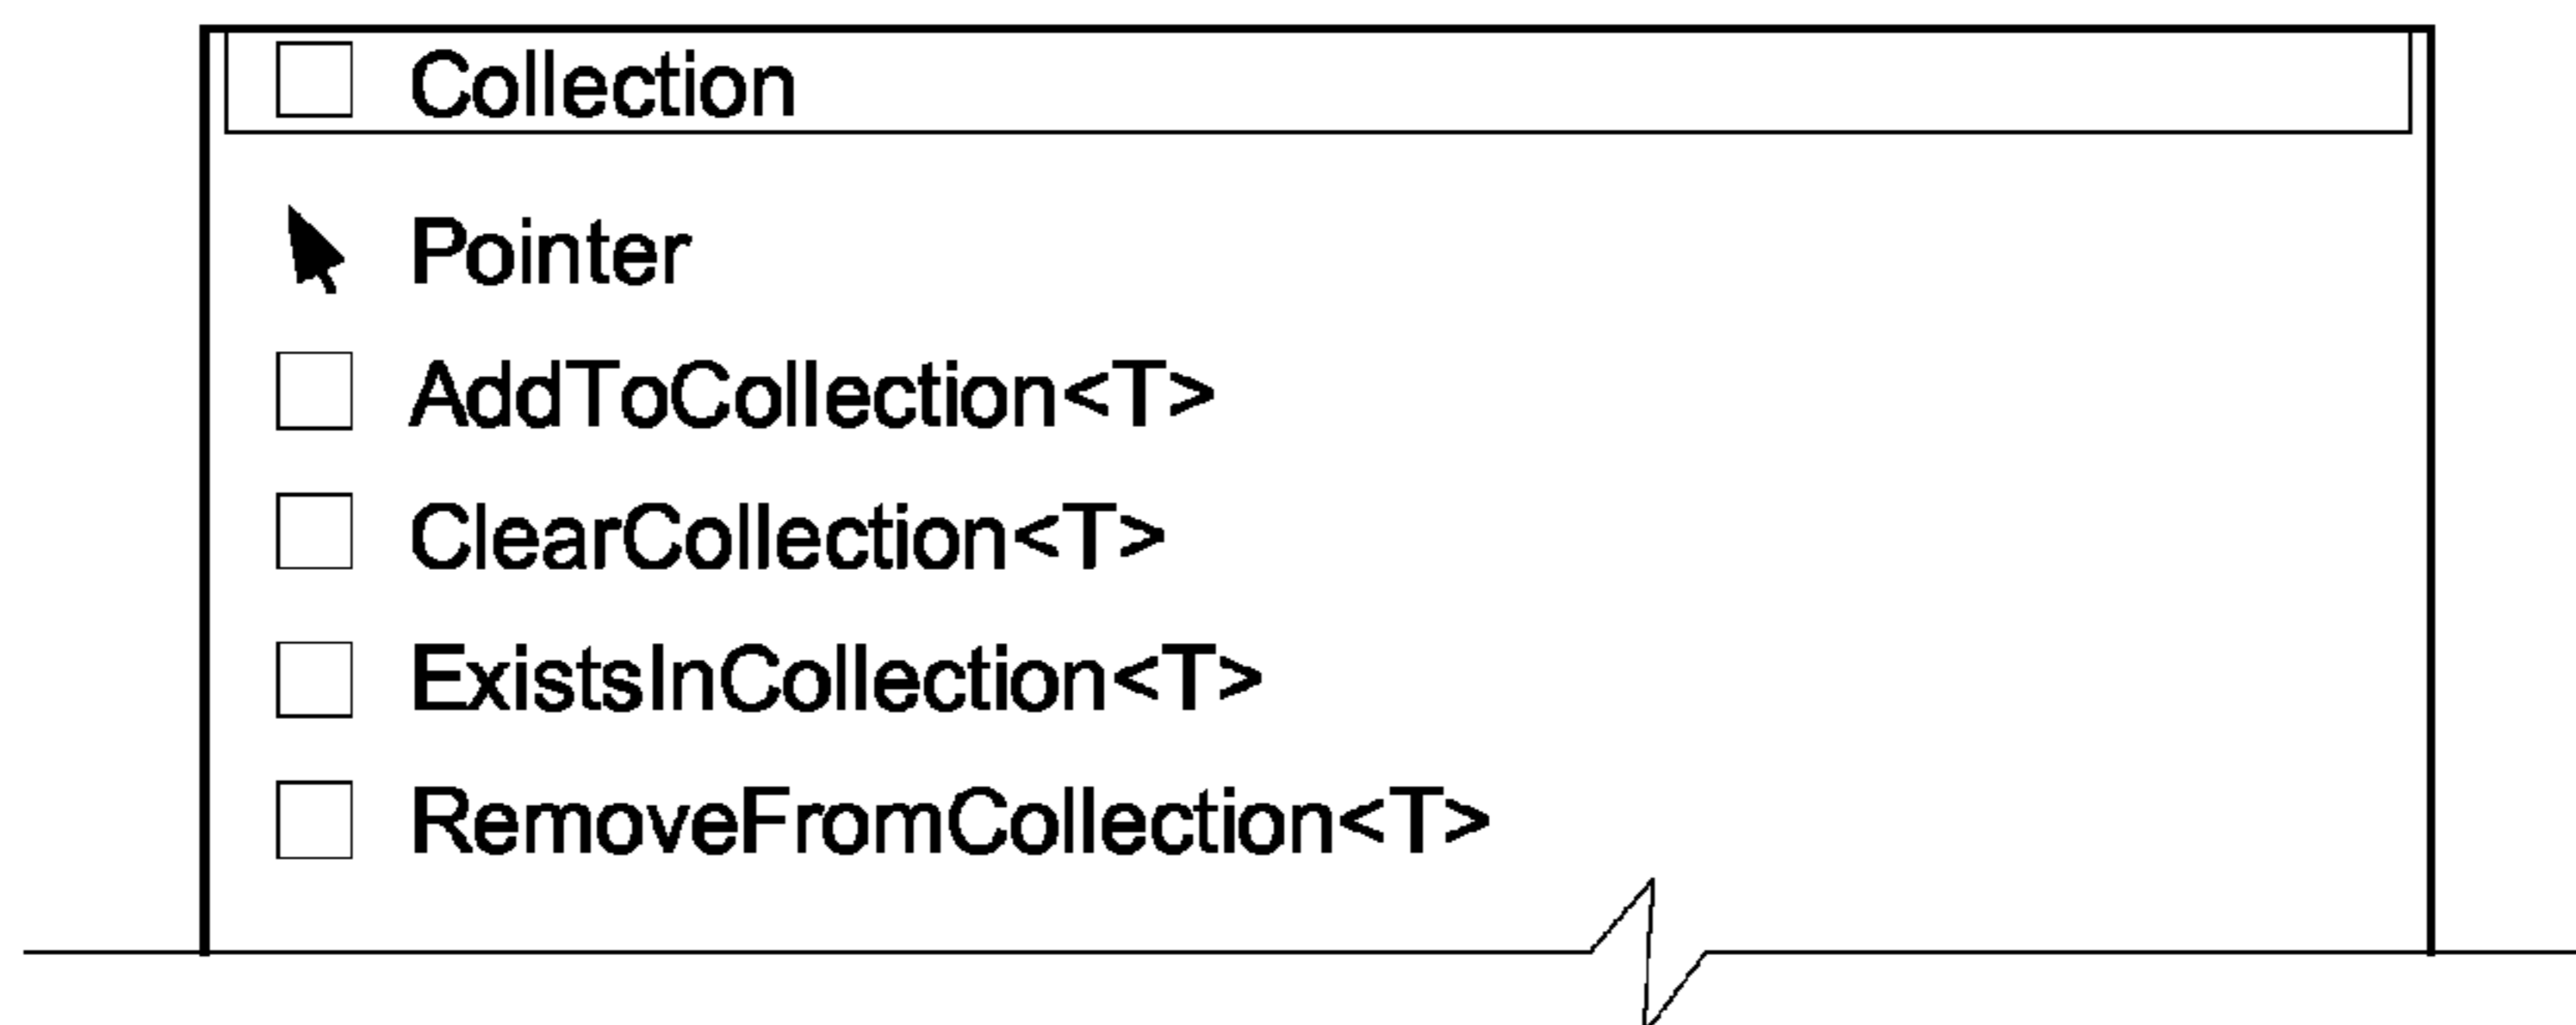 Collection
Pointer
AddToCollection<T>
ClearCollection<T>
ExistsInCollection<T>
RemoveFromCollection<T>